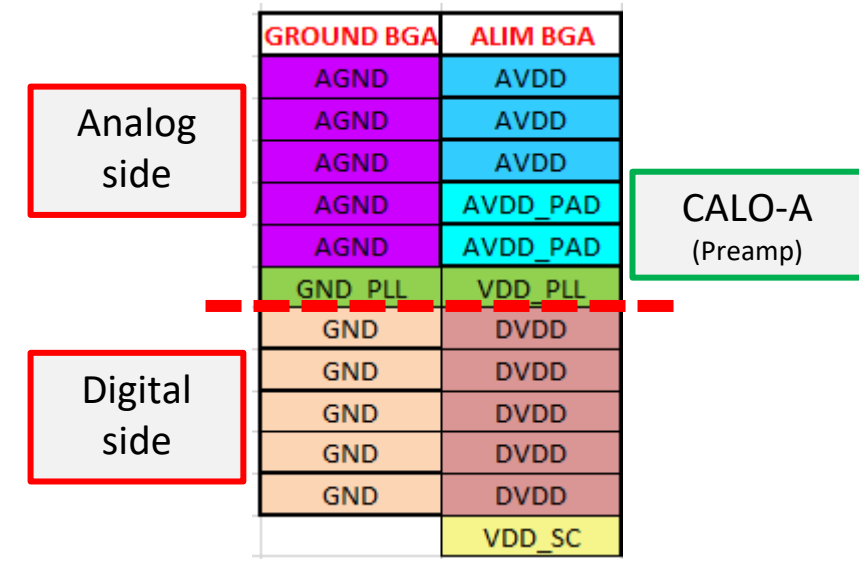 GROUND BGA ALIM BGA
AGND AVDD
AGND AVDD
AGND AVDD
AGND AVDD_PAD
AGND AVDD_PAD
GND_PLL VDD_PLL
GND DVDD
GND DVDD
GND DVDD
GND DVDD
GND DVDD
VDD_SC
Analog
side
Digital
side
CALO-A
(Preamp)